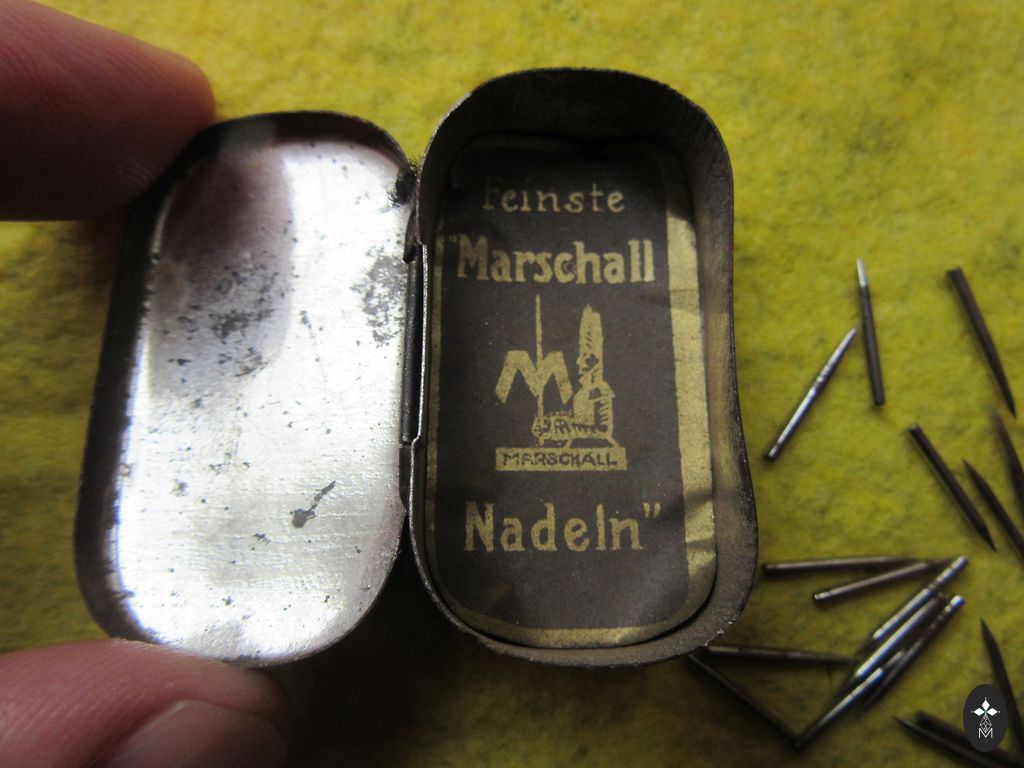 Feinste
"Marschall
M
MARSCHALL
Nadeln"
M